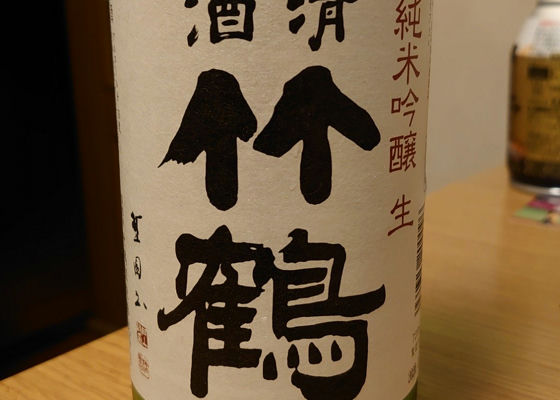 純米吟醸 生
清酒
竹鶴